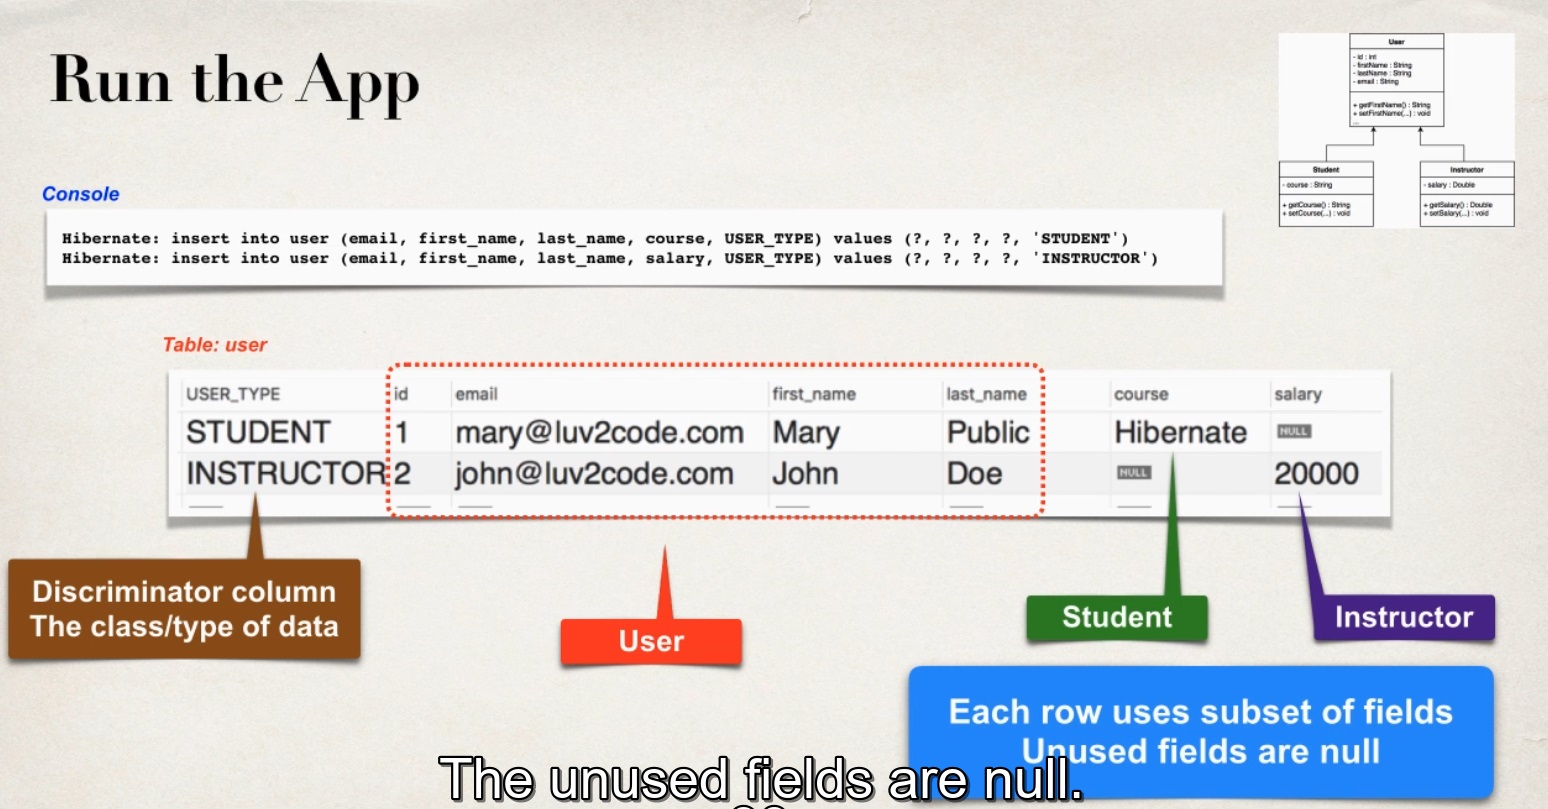 Run the App
User
- id : int
- firstName : String
- lastName : String
- email : String
+ getFirstName() : String
+ setFirstName(...) : void
...
Student
- course : String
+ getCourse() : String
+ setCourse(...) : void
Instructor
- salary : Double
+ getSalary() : Double
+ setSalary(...) : void
Console
Hibernate: insert into user (email, first_name, last_name, course, USER_TYPE) values (?, ?, ?, ?, 'STUDENT')
Hibernate: insert into user (email, first_name, last_name, salary, USER_TYPE) values (?, ?, ?, ?, 'INSTRUCTOR')
Table: user
USER_TYPE id email first_name last_name course salary
STUDENT 1 mary@luv2code.com Mary Public Hibernate NULL
INSTRUCTOR 2 john@luv2code.com John Doe NULL 20000
Discriminator column
The class/type of data
User
Student
Instructor
Each row uses subset of fields
Unused fields are null
The unused fields are null.